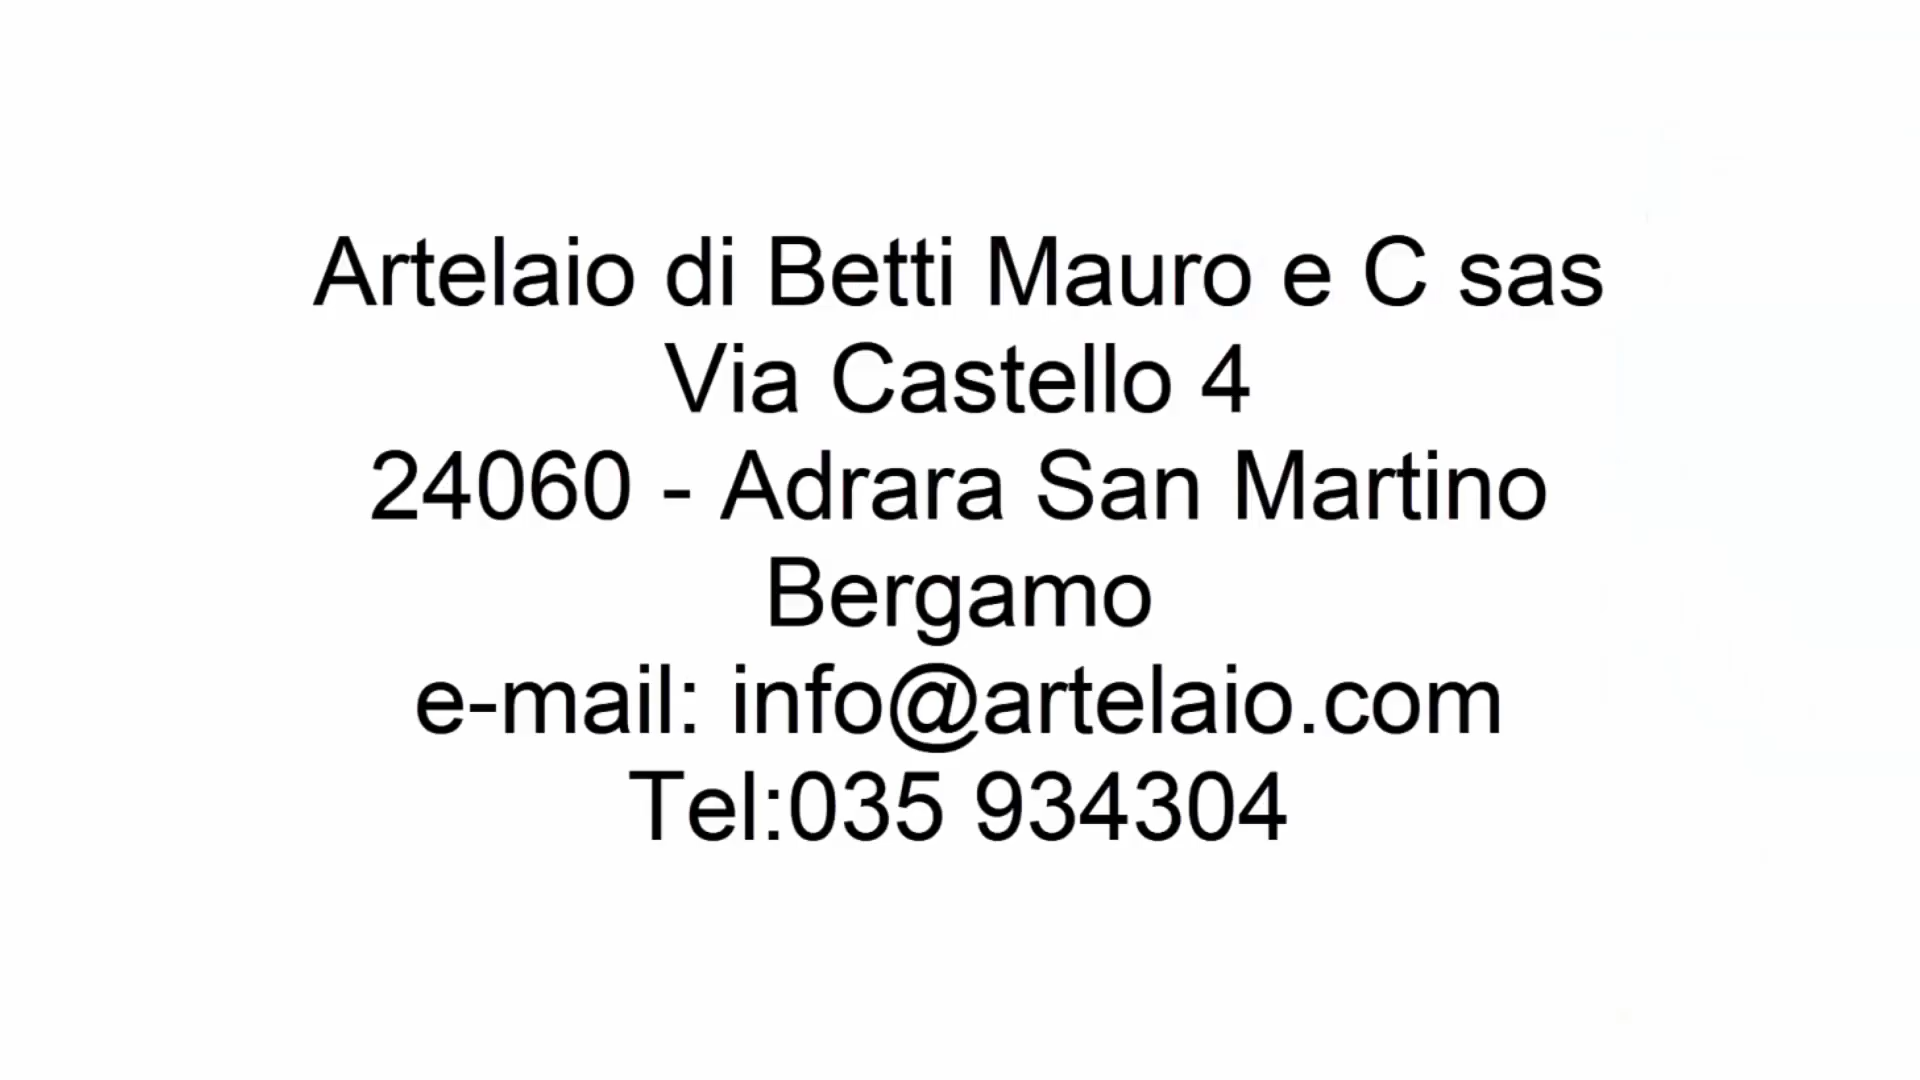 Artelaio di Betti Mauro e C sas
Via Castello 4
24060 - Adrara San Martino
Bergamo
e-mail: info@artelaio.com
Tel:035 934304